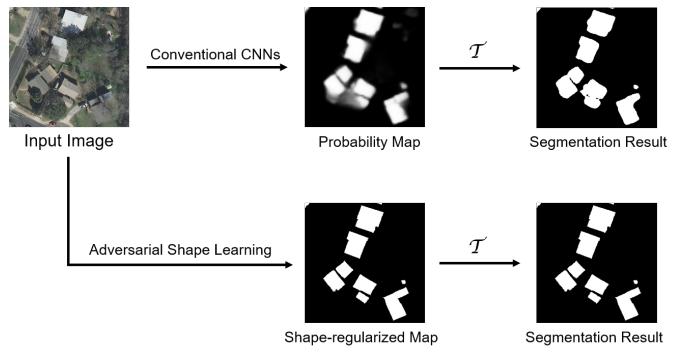 Conventional CNNs
𝒯
Input Image
Probability Map
Segmentation Result
Adversarial Shape Learning
𝒯
Shape-regularized Map
Segmentation Result